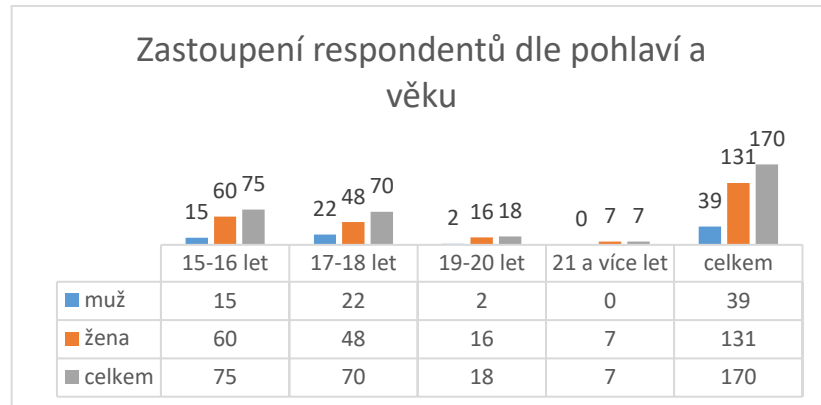 Zastoupení respondentů dle pohlaví a
věku
15 60 75 22 48 70 2 16 18 0 7 7 39 131 170
15-16 let 17-18 let 19-20 let 21 a více let celkem
muž 15 22 2 0 39
žena 60 48 16 7 131
celkem 75 70 18 7 170